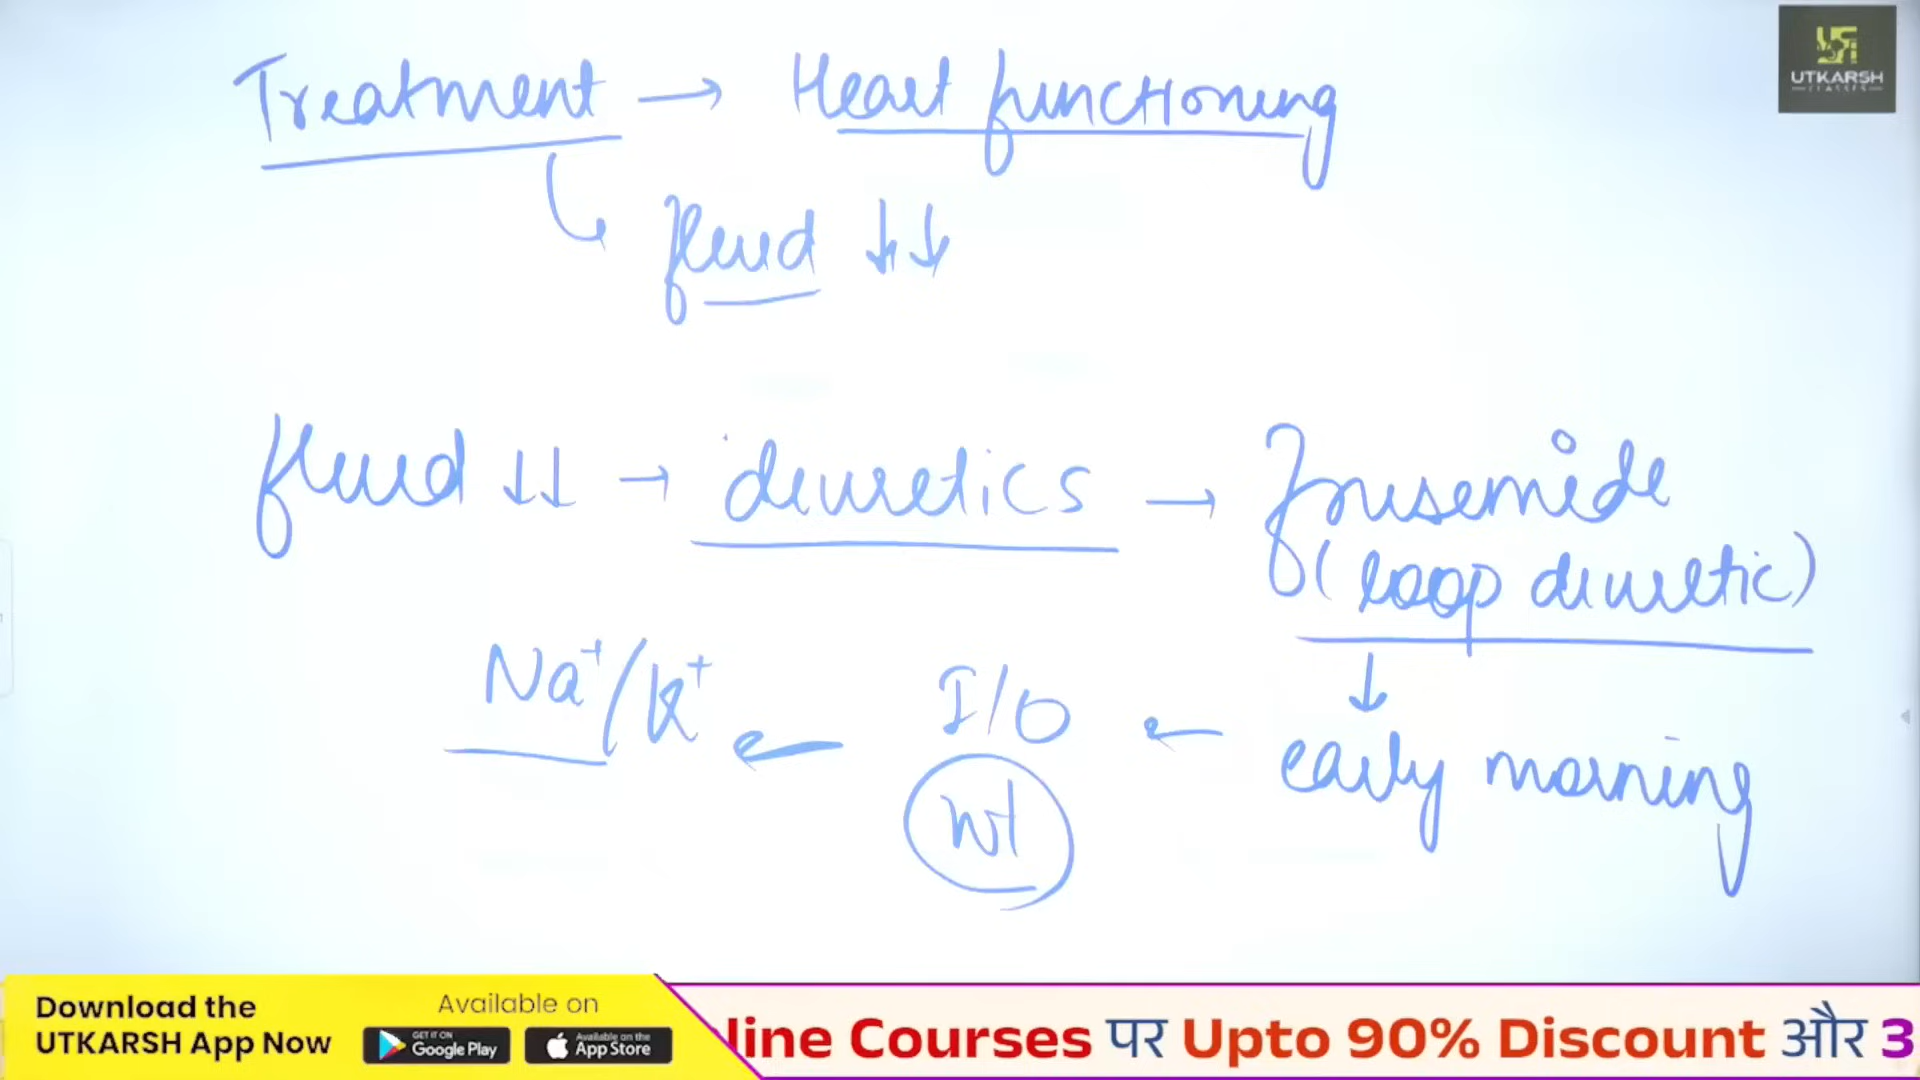 Treatment → Heart functioning
fluid ↓↓
fluid ↓↓ → diuretics → Frusemide
(loop diuretic)
↓
Na⁺/K⁺ ← I/O ← early morning
wt
UTKARSH
CLASSES
Download the
UTKARSH App Now
Available on
GET IT ON
Google Play
Available on the
App Store
line Courses पर Upto 90% Discount और 3